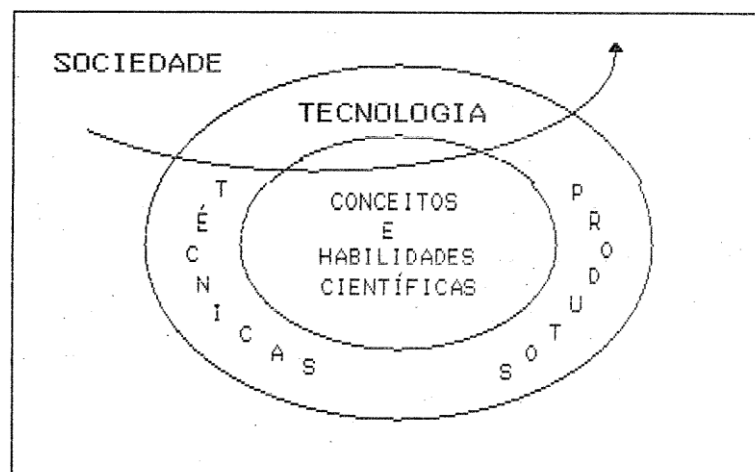 SOCIEDADE
TECNOLOGIA
TÉCNICAS
CONCEITOS
E
HABILIDADES
CIENTÍFICAS
PRODUTOS